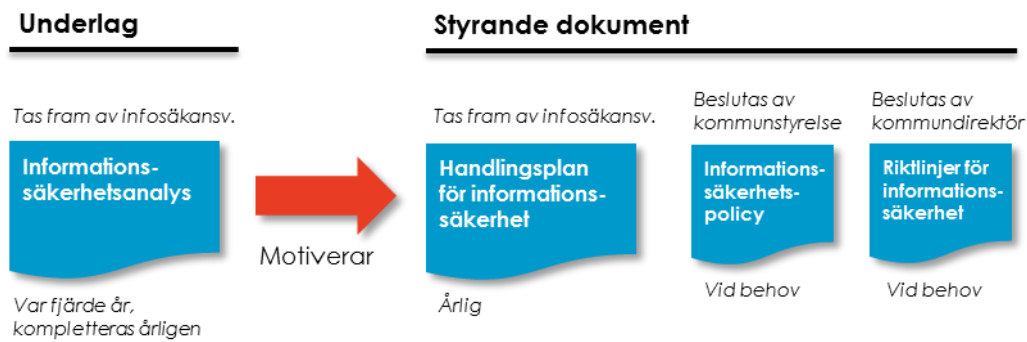 Underlag
Styrande dokument
Tas fram av infosäkansv.
Informations-
säkerhetsanalys
Var fjärde år,
kompletteras årligen
Motiverar
Tas fram av infosäkansv.
Handlingsplan
för informations-
säkerhet
Årlig
Beslutas av
kommunstyrelse
Informations-
säkerhets-
policy
Vid behov
Beslutas av
kommundirektör
Riktlinjer för
informations-
säkerhet
Vid behov